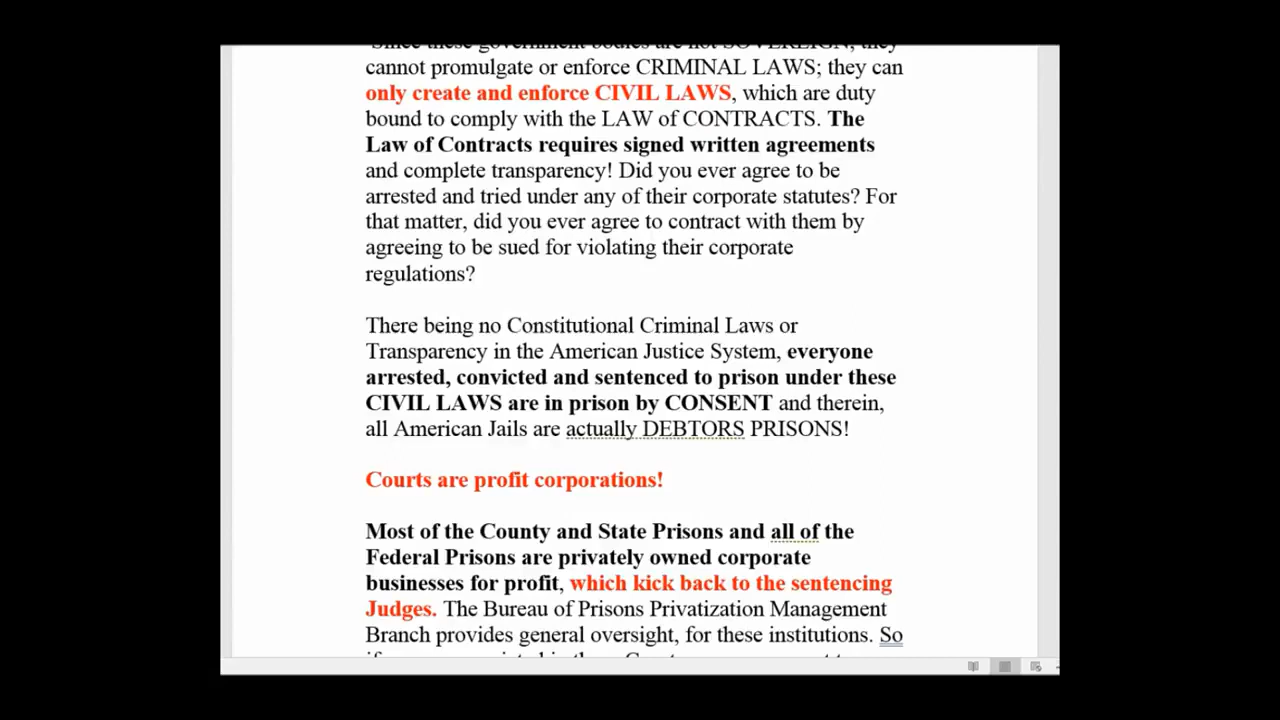 Since these government bodies are not SOVEREIGN, they
cannot promulgate or enforce CRIMINAL LAWS; they can
only create and enforce CIVIL LAWS, which are duty
bound to comply with the LAW of CONTRACTS. The
Law of Contracts requires signed written agreements
and complete transparency! Did you ever agree to be
arrested and tried under any of their corporate statutes? For
that matter, did you ever agree to contract with them by
agreeing to be sued for violating their corporate
regulations?
There being no Constitutional Criminal Laws or
Transparency in the American Justice System, everyone
arrested, convicted and sentenced to prison under these
CIVIL LAWS are in prison by CONSENT and therein,
all American Jails are actually DEBTORS PRISONS!
Courts are profit corporations!
Most of the County and State Prisons and all of the
Federal Prisons are privately owned corporate
businesses for profit, which kick back to the sentencing
Judges. The Bureau of Prisons Privatization Management
Branch provides general oversight, for these institutions. So